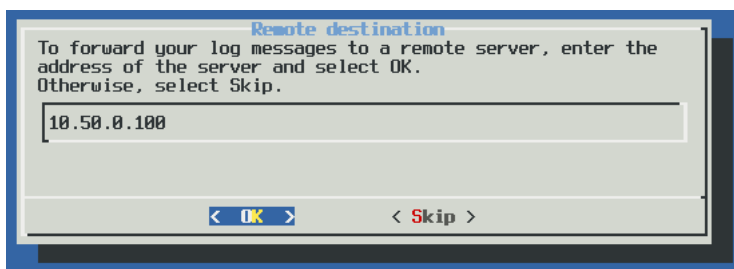 Remote destination
To forward your log messages to a remote server, enter the
address of the server and select OK.
Otherwise, select Skip.
10.50.0.100
< OK > < Skip >